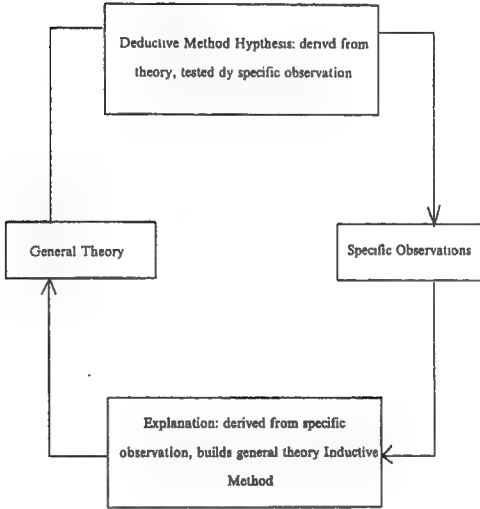 Deductive Method Hypthesis: derivd from
theory, tested dy specific observation
General Theory
Specific Observations
Explanation: derived from specific
observation, builds general theory Inductive
Method